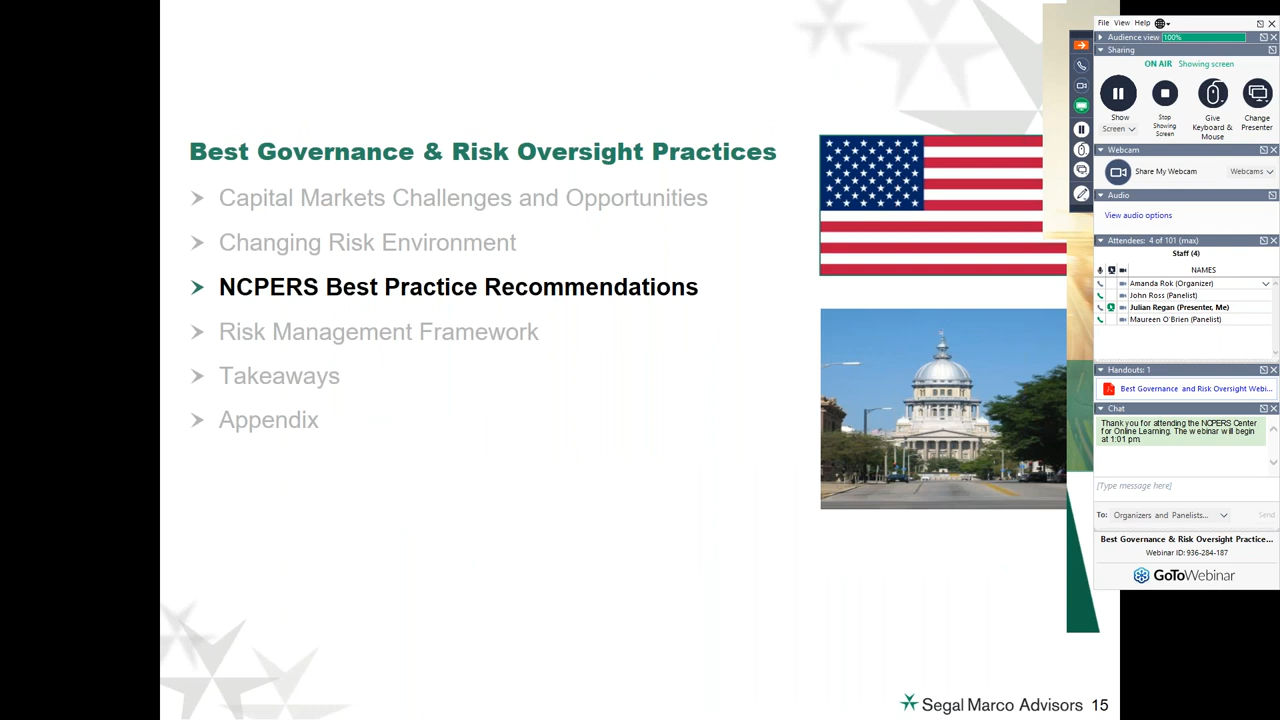 Best Governance & Risk Oversight Practices
Capital Markets Challenges and Opportunities
Changing Risk Environment
NCPERS Best Practice Recommendations
Risk Management Framework
Takeaways
Appendix
Segal Marco Advisors 15
File View Help
Audience view 100%
Sharing
ON AIR Showing screen
Show
Screen
Stop
Showing
Screen
Give
Keyboard &
Mouse
Change
Presenter
Webcam
Share My Webcam
Webcams
Audio
View audio options
Attendees: 4 of 101 (max)
Staff (4)
NAMES
Amanda Rok (Organizer)
John Ross (Panelist)
Julian Regan (Presenter, Me)
Maureen O'Brien (Panelist)
Handouts: 1
Best Governance and Risk Oversight Webi...
Chat
Thank you for attending the NCPERS Center
for Online Learning. The webinar will begin
at 1:01 pm.
[Type message here]
To: Organizers and Panelists...
Send
Best Governance & Risk Oversight Practice...
Webinar ID: 936-284-187
GoToWebinar